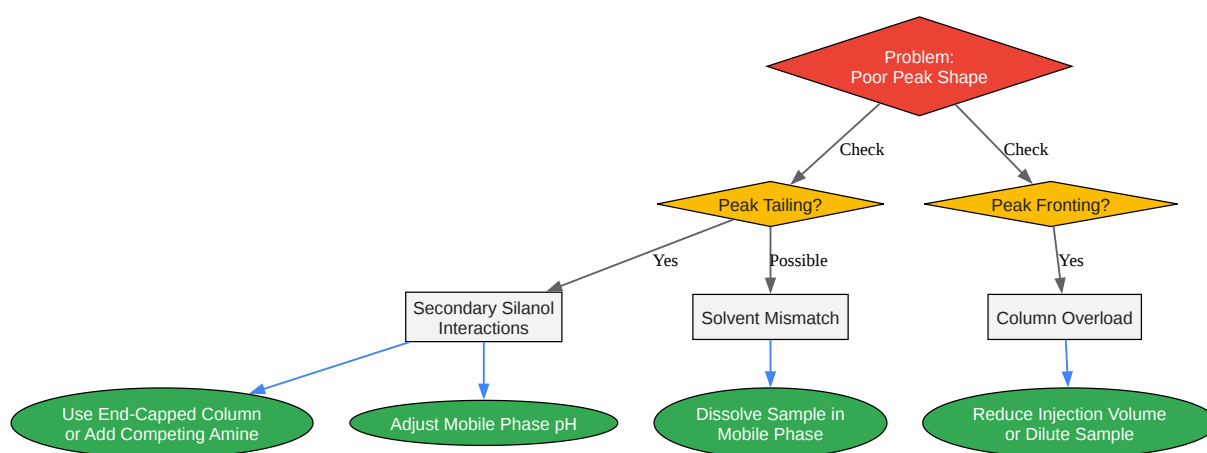 Problem:
Poor Peak Shape
Check
Check
Peak Tailing?
Peak Fronting?
Yes
Possible
Yes
Secondary Silanol
Interactions
Solvent Mismatch
Column Overload
Use End-Capped Column
or Add Competing Amine
Adjust Mobile Phase pH
Dissolve Sample in
Mobile Phase
Reduce Injection Volume
or Dilute Sample